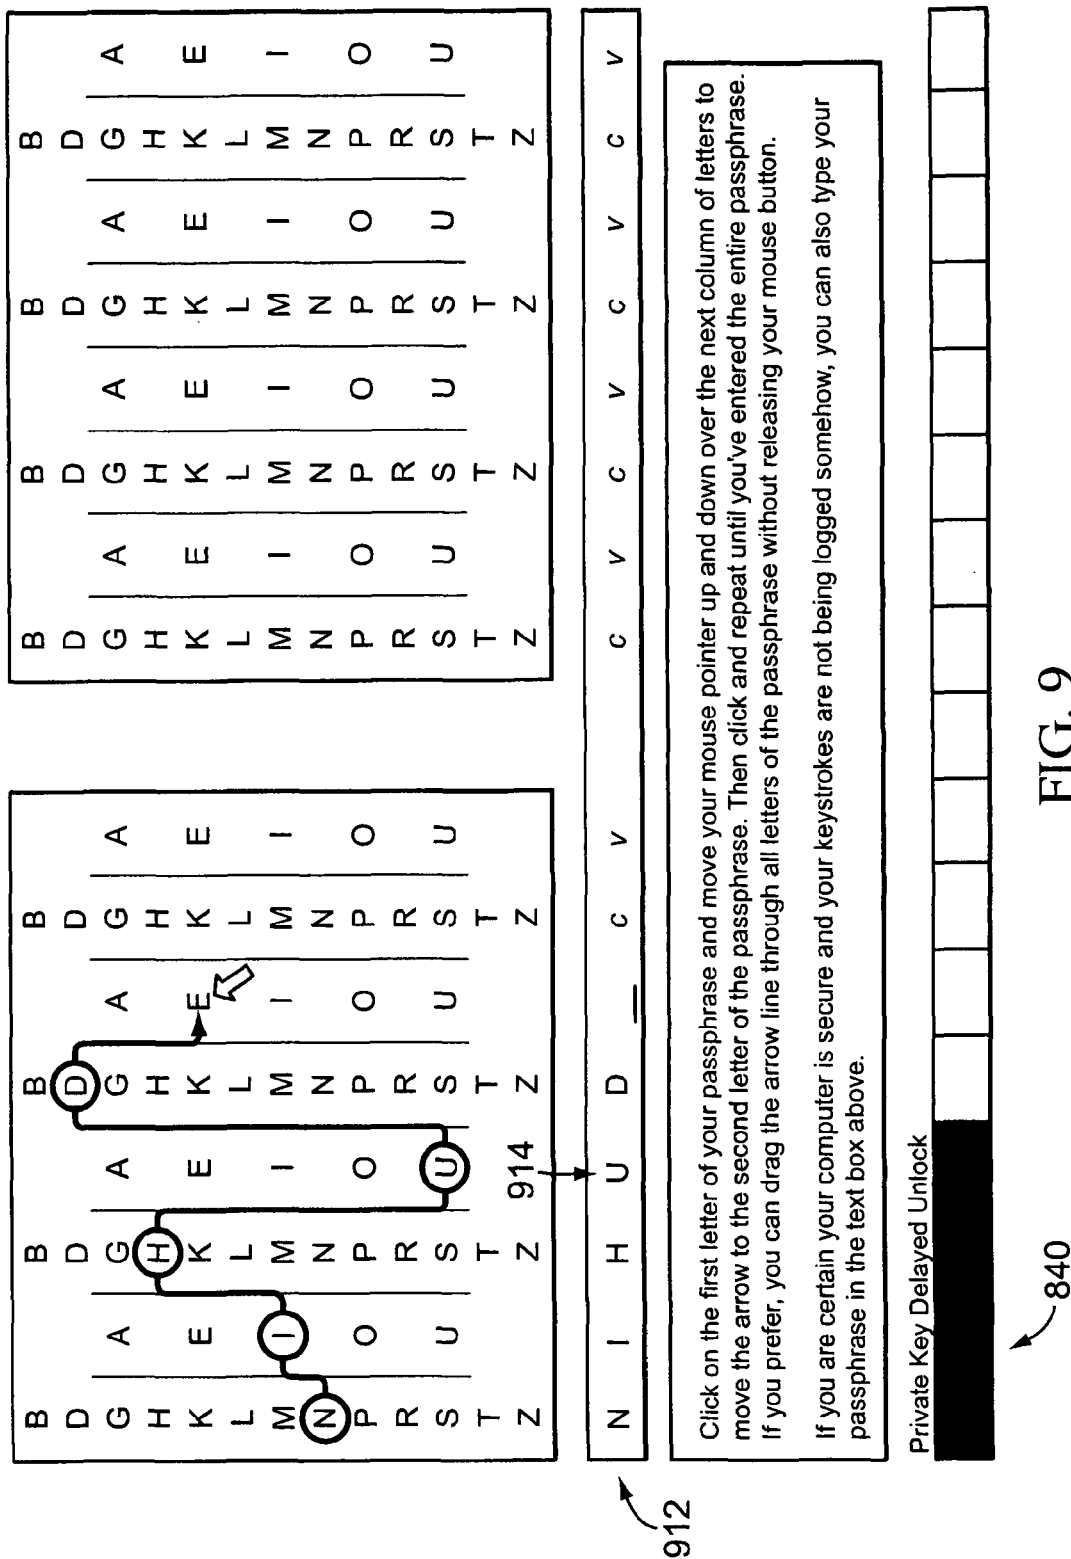 B B B B B B B B
D D D D D D D D
G A G A G A G A G A G A G A G A
H H H H H H H H
K E K E K E K E K E K E K E K E
L L L L L L L L
M I M I M I M I M I M I M I M I
N N N N N N N N
P O P O P O P O P O P O P O P O
R R R R R R R R
S U S U S U S U S U S U S U S U
T T T T T T T T
Z Z Z Z Z Z Z Z
914
N I H U D _ c v c v c v c v c v
912
Click on the first letter of your passphrase and move your mouse pointer up and down over the next column of letters to
move the arrow to the second letter of the passphrase. Then click and repeat until you've entered the entire passphrase.
If you prefer, you can drag the arrow line through all letters of the passphrase without releasing your mouse button.
If you are certain your computer is secure and your keystrokes are not being logged somehow, you can also type your
passphrase in the text box above.
Private Key Delayed Unlock
840
FIG. 9